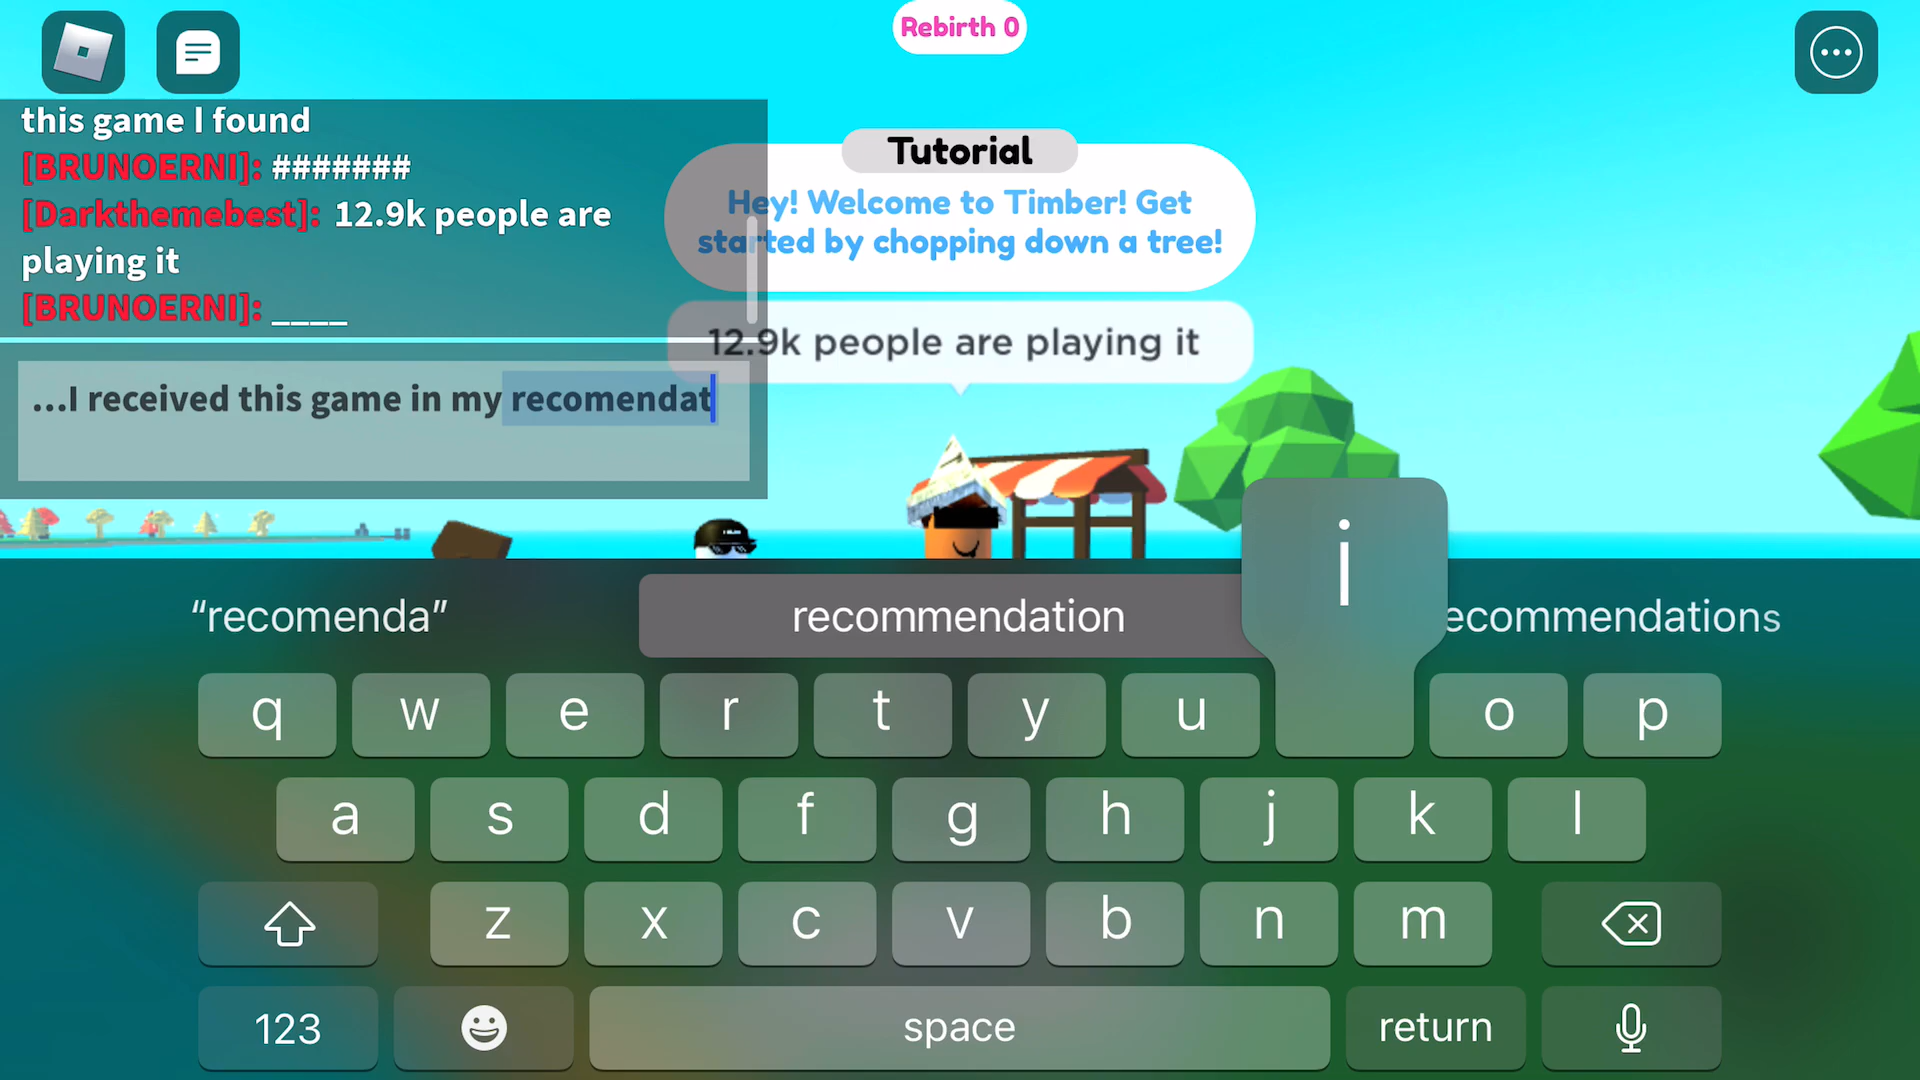 Rebirth 0
this game I found
[BRUNOERNI]: #######
[Darkthemebest]: 12.9k people are
playing it
[BRUNOERNI]: ____
...I received this game in my recomendat
Tutorial
Hey! Welcome to Timber! Get
started by chopping down a tree!
12.9k people are playing it
“recomenda” recommendation ecommendations
i
q w e r t y u o p
a s d f g h j k l
z x c v b n m
123 space return